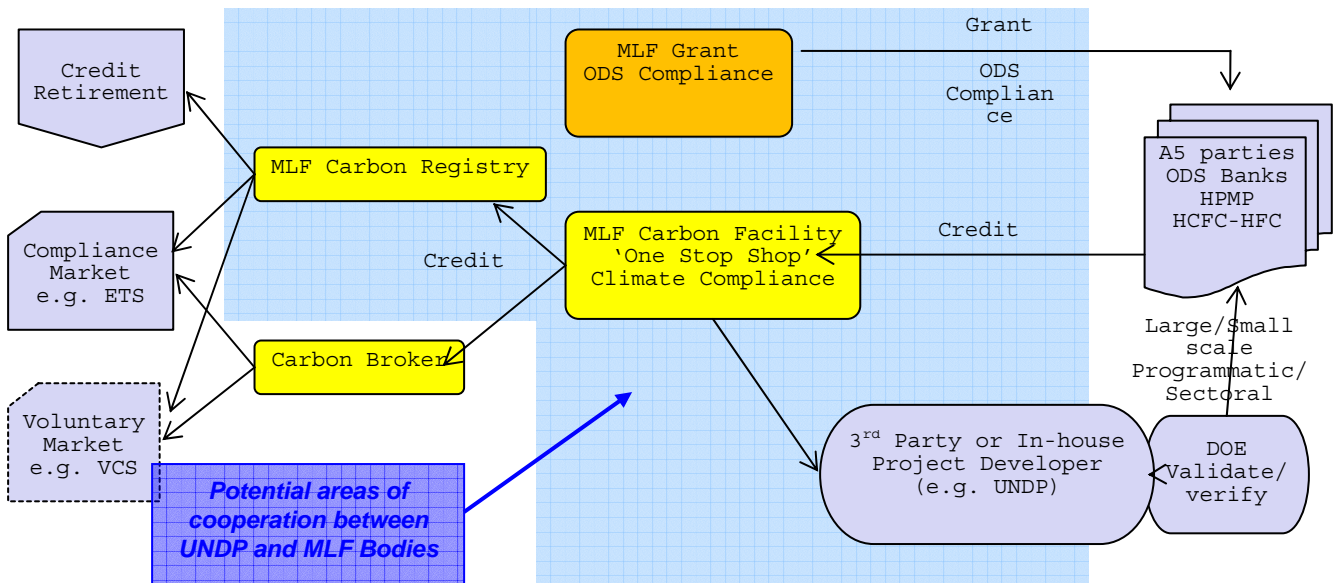 Credit
Retirement
MLF Grant
ODS Compliance
Grant
ODS
Complian
ce
MLF Carbon Registry
A5 parties
ODS Banks
HPMP
HCFC-HFC
Compliance
Market
e.g. ETS
Credit
MLF Carbon Facility
‘One Stop Shop’
Climate Compliance
Credit
Carbon Broker
Large/Small
scale
Programmatic/
Sectoral
Voluntary
Market
e.g. VCS
3rd Party or In-house
Project Developer
(e.g. UNDP)
DOE
Validate/
verify
Potential areas of
cooperation between
UNDP and MLF Bodies